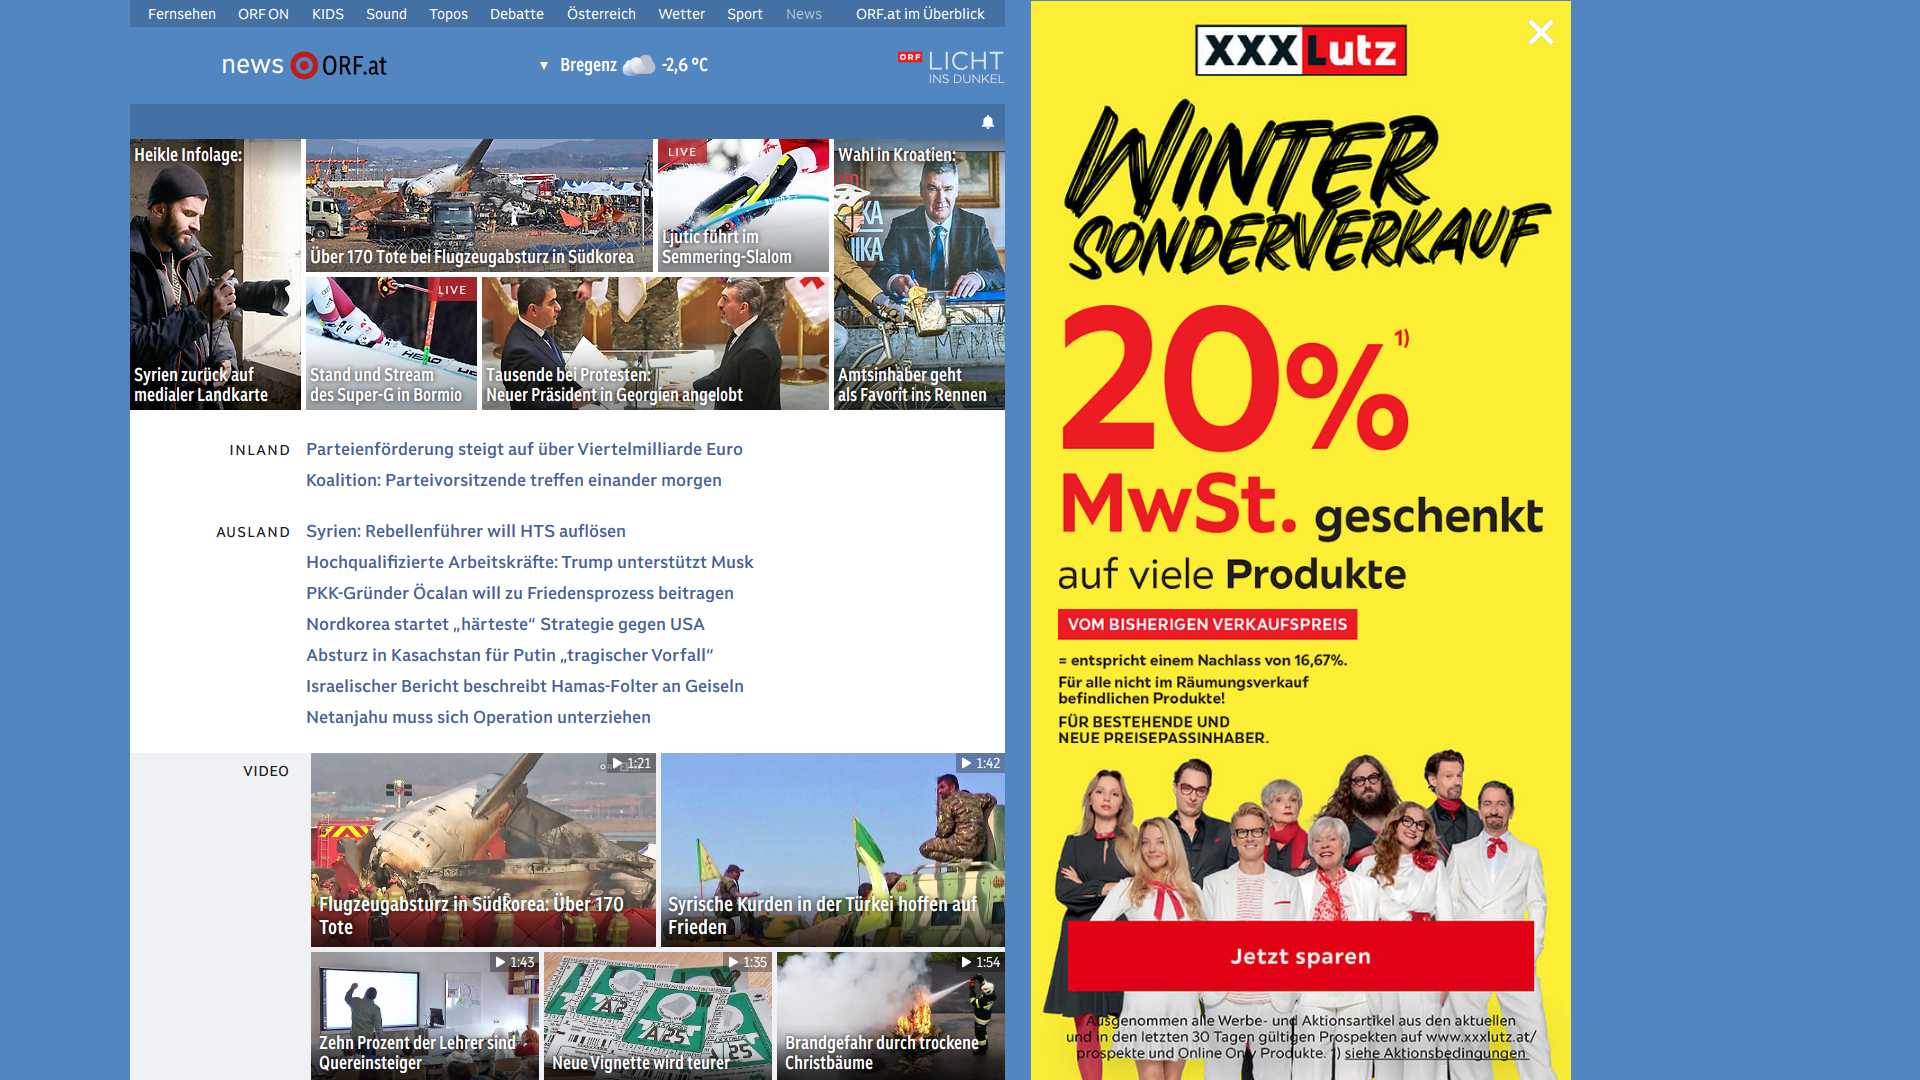 Fernsehen ORF ON KIDS Sound Topos Debatte Österreich Wetter Sport News ORF.at im Überblick
news ORF.at
▼ Bregenz -2,6 °C
ORF LICHT
INS DUNKEL
Heikle Infolage:
Syrien zurück auf
medialer Landkarte
Über 170 Tote bei Flugzeugabsturz in Südkorea
LIVE
Ljutic führt im
Semmering-Slalom
LIVE
Stand und Stream
des Super-G in Bormio
HEAD
Tausende bei Protesten:
Neuer Präsident in Georgien angelobt
Wahl in Kroatien:
Amtsinhaber geht
als Favorit ins Rennen
INLAND
Parteienförderung steigt auf über Viertelmilliarde Euro
Koalition: Parteivorsitzende treffen einander morgen
AUSLAND
Syrien: Rebellenführer will HTS auflösen
Hochqualifizierte Arbeitskräfte: Trump unterstützt Musk
PKK-Gründer Öcalan will zu Friedensprozess beitragen
Nordkorea startet „härteste“ Strategie gegen USA
Absturz in Kasachstan für Putin „tragischer Vorfall“
Israelischer Bericht beschreibt Hamas-Folter an Geiseln
Netanjahu muss sich Operation unterziehen
VIDEO
1:21
Flugzeugabsturz in Südkorea: Über 170
Tote
1:42
Syrische Kurden in der Türkei hoffen auf
Frieden
1:43
Zehn Prozent der Lehrer sind
Quereinsteiger
1:35
A2
M
A25
25
Neue Vignette wird teurer
1:54
Brandgefahr durch trockene
Christbäume
XXXLutz
WINTER
SONDERVERKAUF
20% 1)
MwSt. geschenkt
auf viele Produkte
VOM BISHERIGEN VERKAUFSPREIS
= entspricht einem Nachlass von 16,67%.
Für alle nicht im Räumungsverkauf
befindlichen Produkte!
FÜR BESTEHENDE UND
NEUE PREISEPASSINHABER.
Jetzt sparen
Ausgenommen alle Werbe- und Aktionsartikel aus den aktuellen
und in den letzten 30 Tagen gültigen Prospekten auf www.xxxlutz.at/
prospekte und Online Only Produkte. 1) siehe Aktionsbedingungen